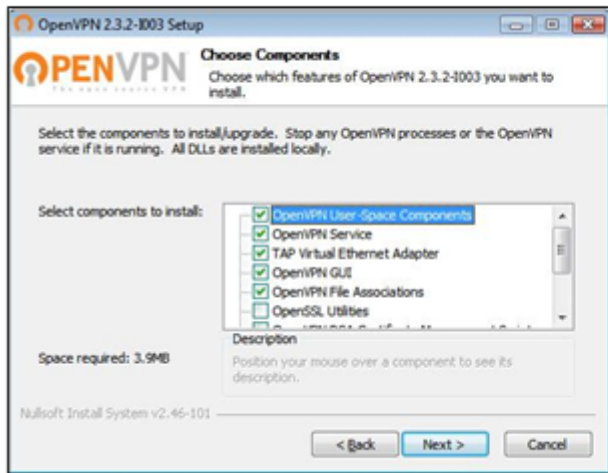 OpenVPN 2.3.2-I003 Setup
OPENVPN
The open source VPN
Choose Components
Choose which features of OpenVPN 2.3.2-I003 you want to
install.
Select the components to install/upgrade. Stop any OpenVPN processes or the OpenVPN
service if it is running. All DLLs are installed locally.
Select components to install:
OpenVPN User-Space Components
OpenVPN Service
TAP Virtual Ethernet Adapter
OpenVPN GUI
OpenVPN File Associations
OpenSSL Utilities
Description
Space required: 3.9MB
Position your mouse over a component to see its
description.
Nullsoft Install System v2.46-101
< Back
Next >
Cancel